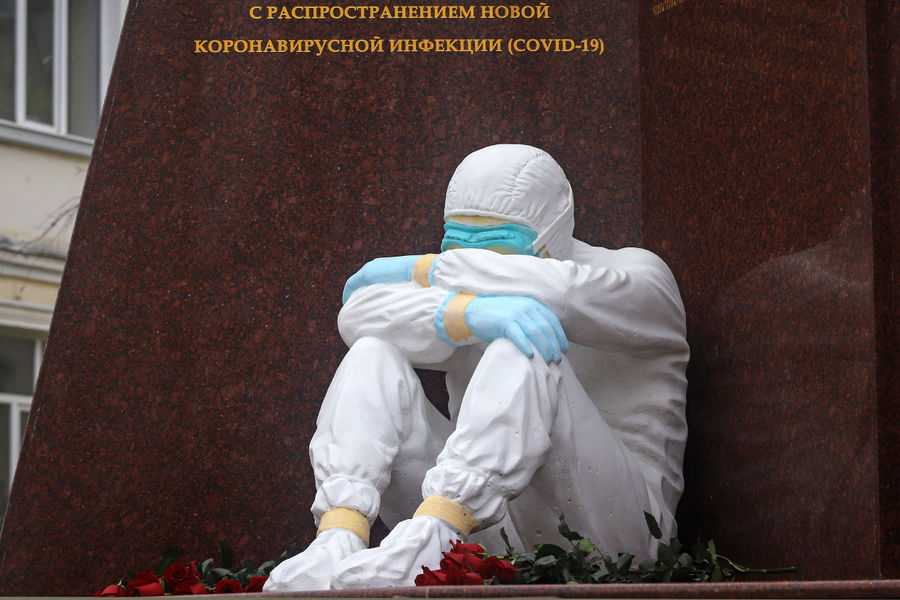 С РАСПРОСТРАНЕНИЕМ НОВОЙ
КОРОНАВИРУСНОЙ ИНФЕКЦИИ (COVID-19)